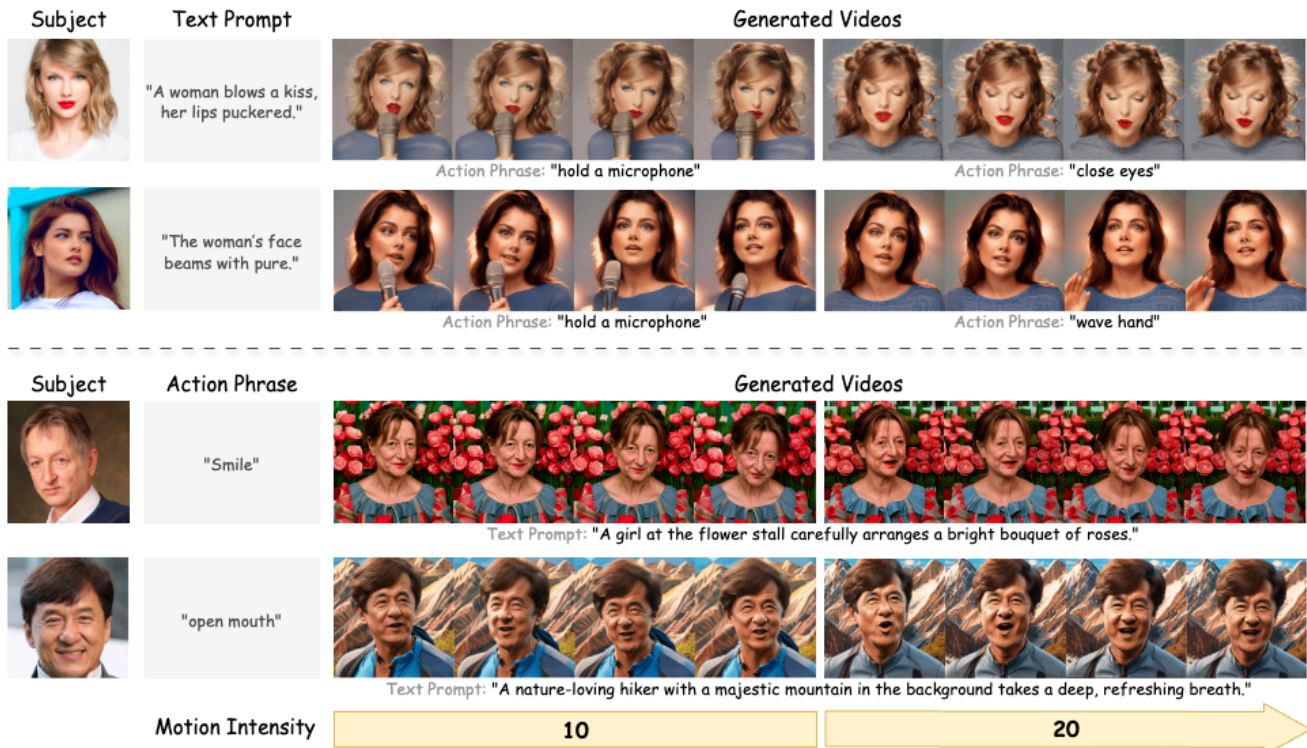 Subject
Text Prompt
Generated Videos
"A woman blows a kiss,
her lips puckered."
Action Phrase: "hold a microphone"
Action Phrase: "close eyes"
"The woman's face
beams with pure."
Action Phrase: "hold a microphone"
Action Phrase: "wave hand"
Subject
Action Phrase
Generated Videos
"Smile"
Text Prompt: "A girl at the flower stall carefully arranges a bright bouquet of roses."
"open mouth"
Text Prompt: "A nature-loving hiker with a majestic mountain in the background takes a deep, refreshing breath."
Motion Intensity
10
20